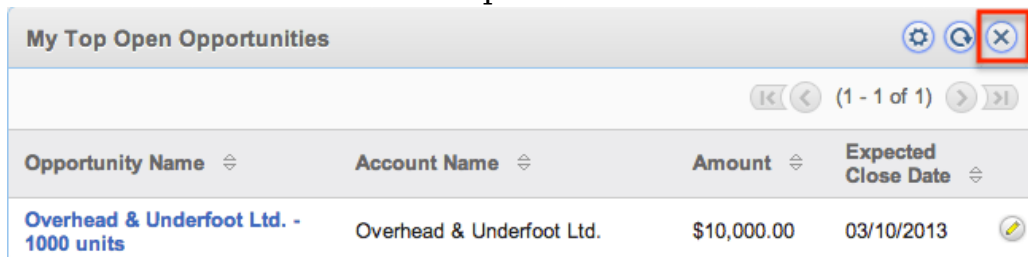 My Top Open Opportunities
(1 - 1 of 1)
Opportunity Name Account Name Amount Expected Close Date
Overhead & Underfoot Ltd. - 1000 units Overhead & Underfoot Ltd. $10,000.00 03/10/2013